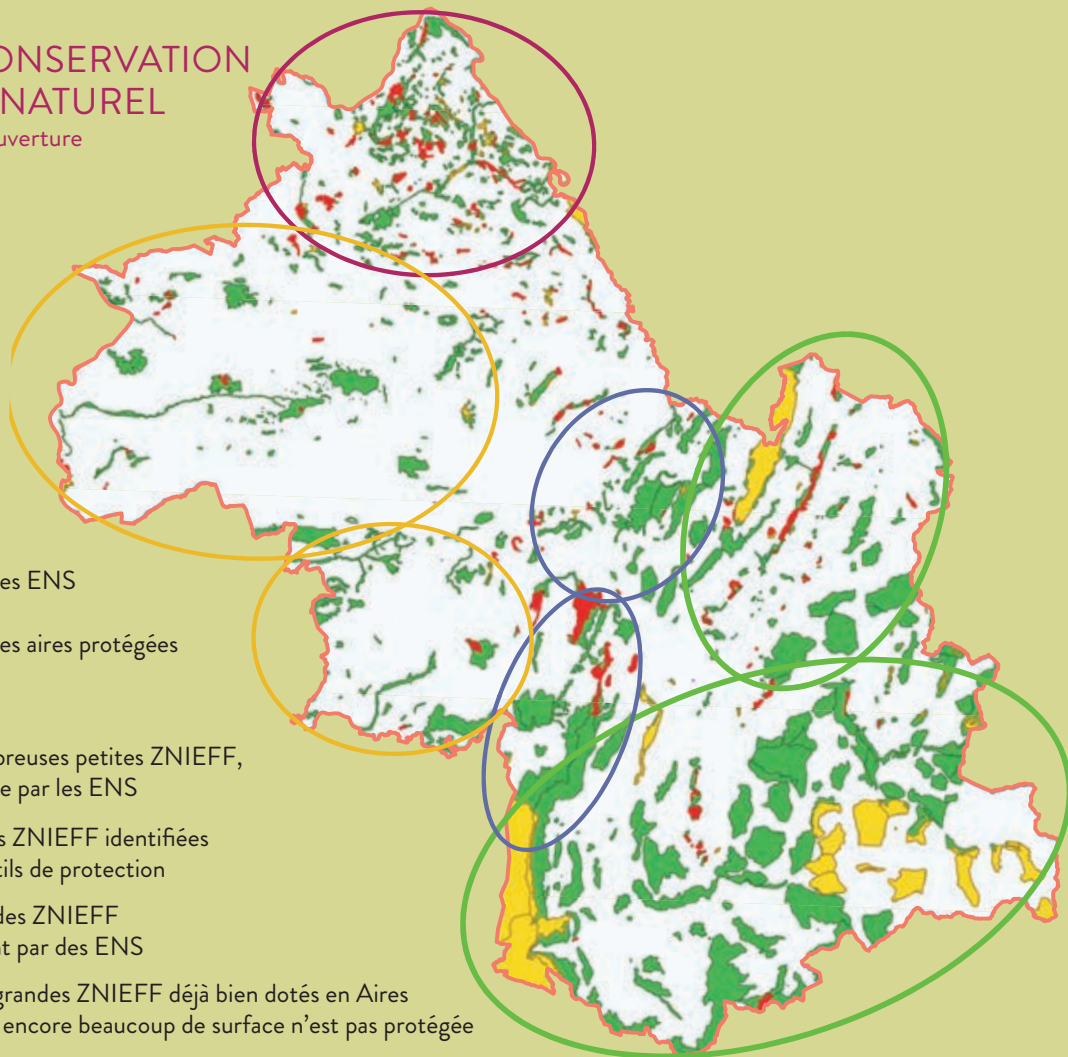 ONSERVATION
NATUREL
uverture
es ENS
es aires protégées
breuses petites ZNIEFF,
e par les ENS
s ZNIEFF identifiées
tils de protection
des ZNIEFF
t par des ENS
grandes ZNIEFF déjà bien dotés en Aires
encore beaucoup de surface n’est pas protégée